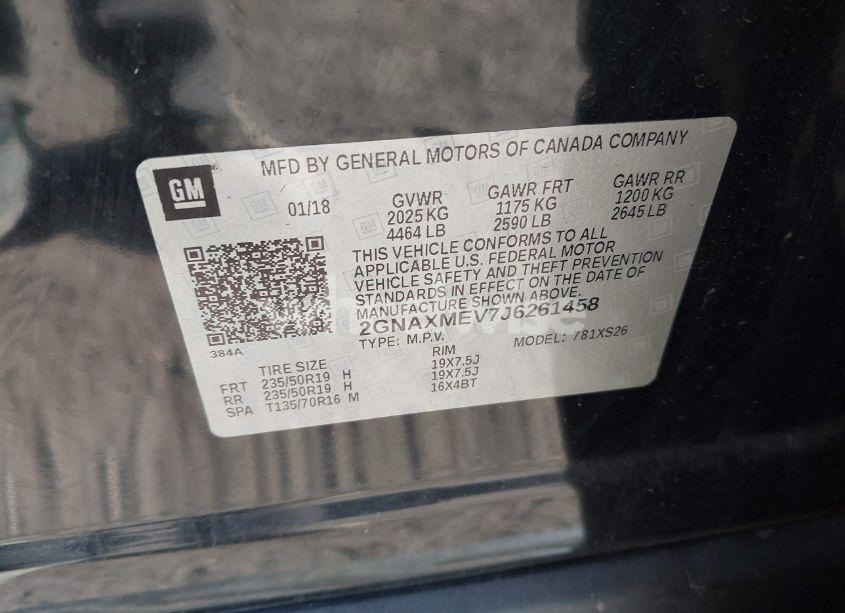 MFD BY GENERAL MOTORS OF CANADA COMPANY
GM
01/18
GVWR GAWR FRT GAWR RR
2025 KG 1175 KG 1200 KG
4464 LB 2590 LB 2645 LB
THIS VEHICLE CONFORMS TO ALL
APPLICABLE U.S. FEDERAL MOTOR
VEHICLE SAFETY AND THEFT PREVENTION
STANDARDS IN EFFECT ON THE DATE OF
MANUFACTURE SHOWN ABOVE.
2GNAXMEV7J6261458
TYPE: M.P.V. MODEL: 781XS26
384A
TIRE SIZE RIM
FRT 235/50R19 H 19X7.5J
RR 235/50R19 H 19X7.5J
SPA T135/70R16 M 16X4BT